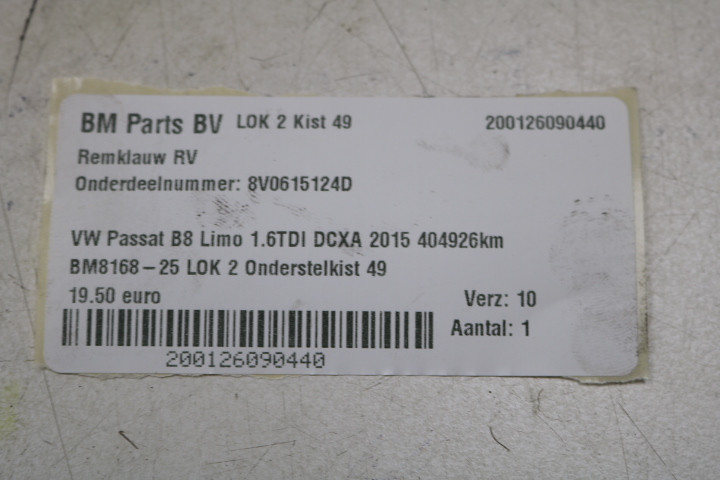 BM Parts BV LOK 2 Kist 49 200126090440
Remklauw RV
Onderdeelnummer: 8V0615124D
VW Passat B8 Limo 1.6TDI DCXA 2015 404926km
BM8168-25 LOK 2 Onderstelkist 49
19.50 euro Verz: 10
Aantal: 1
200126090440